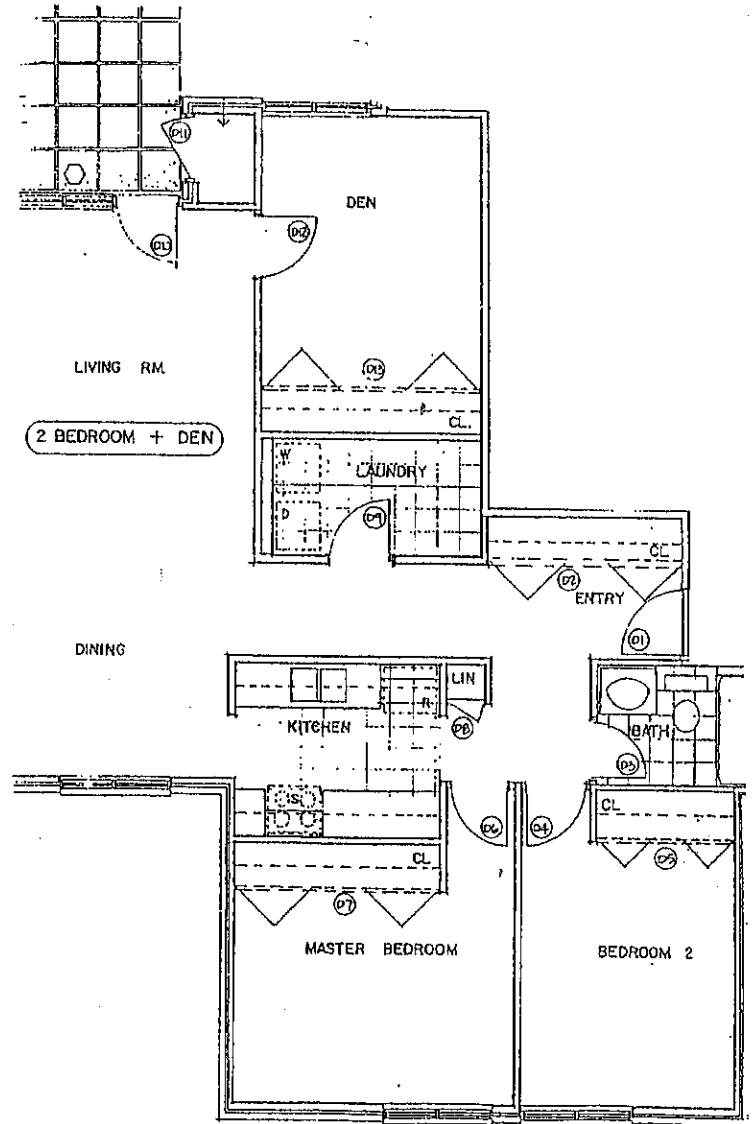 D11
DEN
D12
D13
LIVING RM.
CL.
2 BEDROOM + DEN
W
LAUNDRY
D
D9
CL
D2
ENTRY
D1
DINING
LIN
R
KITCHEN
D8
BATH
D3
S
D6
D4
CL
CL
D5
D7
MASTER BEDROOM
BEDROOM 2